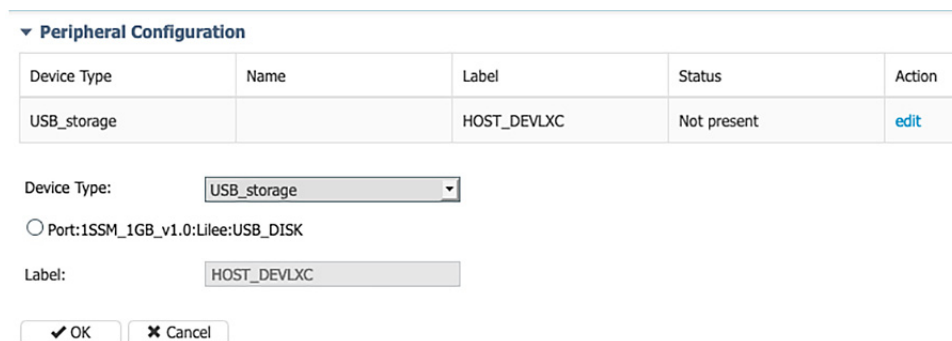 Peripheral Configuration
Device Type Name Label Status Action
USB_storage HOST_DEVLXC Not present edit
Device Type: USB_storage
Port:1SSM_1GB_v1.0:Lilee:USB_DISK
Label: HOST_DEVLXC
OK Cancel